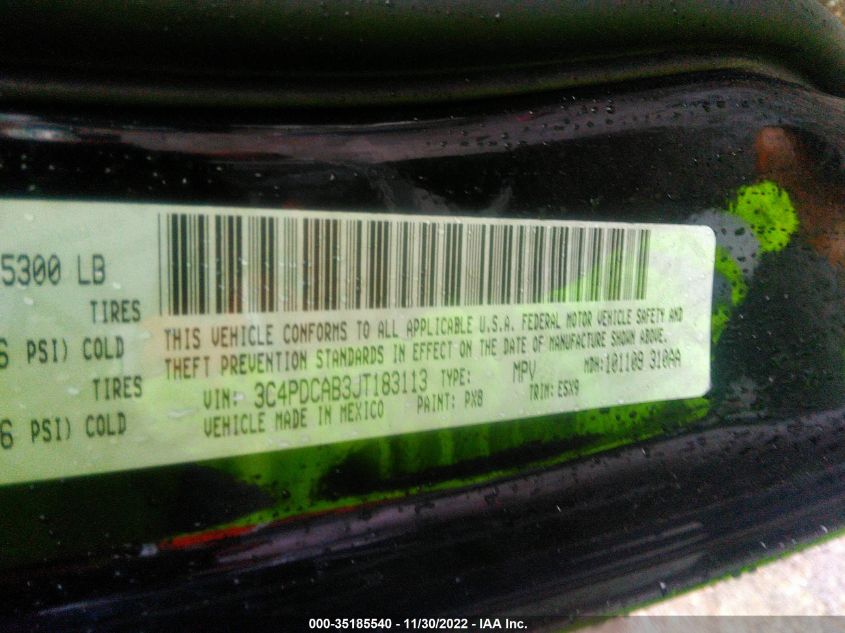 5300 LB
TIRES
6 PSI) COLD
TIRES
6 PSI) COLD
THIS VEHICLE CONFORMS TO ALL APPLICABLE U.S.A. FEDERAL MOTOR VEHICLE SAFETY AND
THEFT PREVENTION STANDARDS IN EFFECT ON THE DATE OF MANUFACTURE SHOWN ABOVE.
VIN: 3C4PDCAB3JT183113 TYPE: MPV MDH: 101109 310AA
VEHICLE MADE IN MEXICO PAINT: PX8 TRIM: E5X9
000-35185540 - 11/30/2022 - IAA Inc.